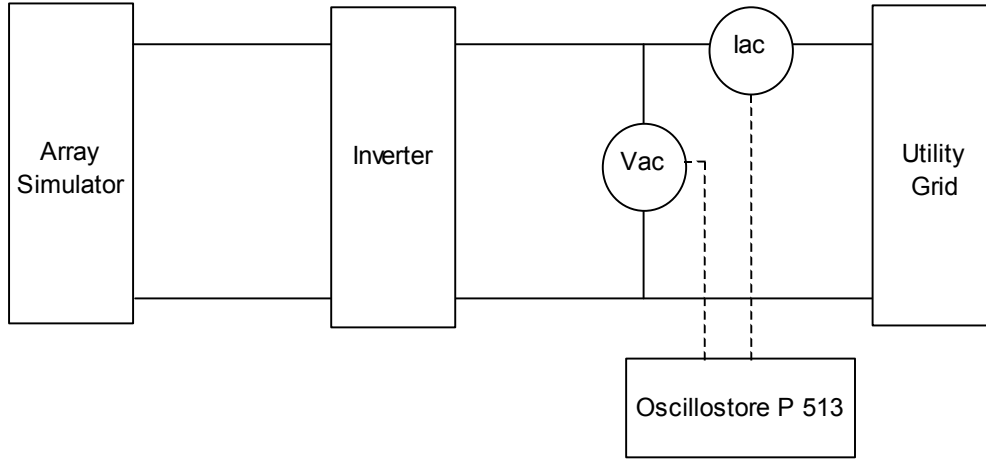 Iac
Array
Simulator
Inverter
Vac
Utility
Grid
Oscillostore P 513